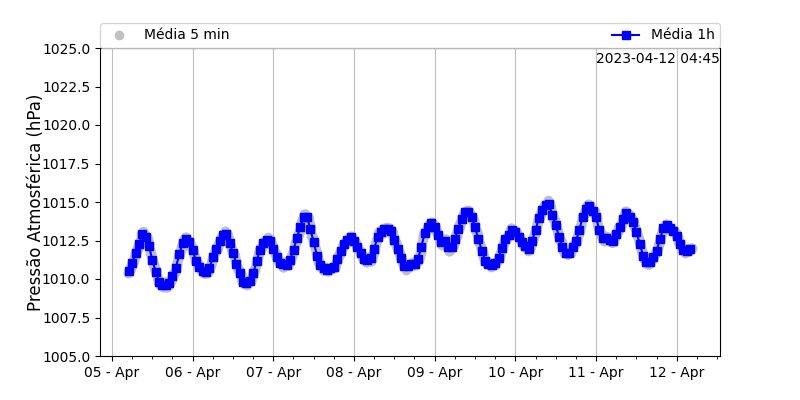 Média 5 min
Média 1h
2023-04-12 04:45
Pressão Atmosférica (hPa)
1025.0
1022.5
1020.0
1017.5
1015.0
1012.5
1010.0
1007.5
1005.0
05 - Apr
06 - Apr
07 - Apr
08 - Apr
09 - Apr
10 - Apr
11 - Apr
12 - Apr